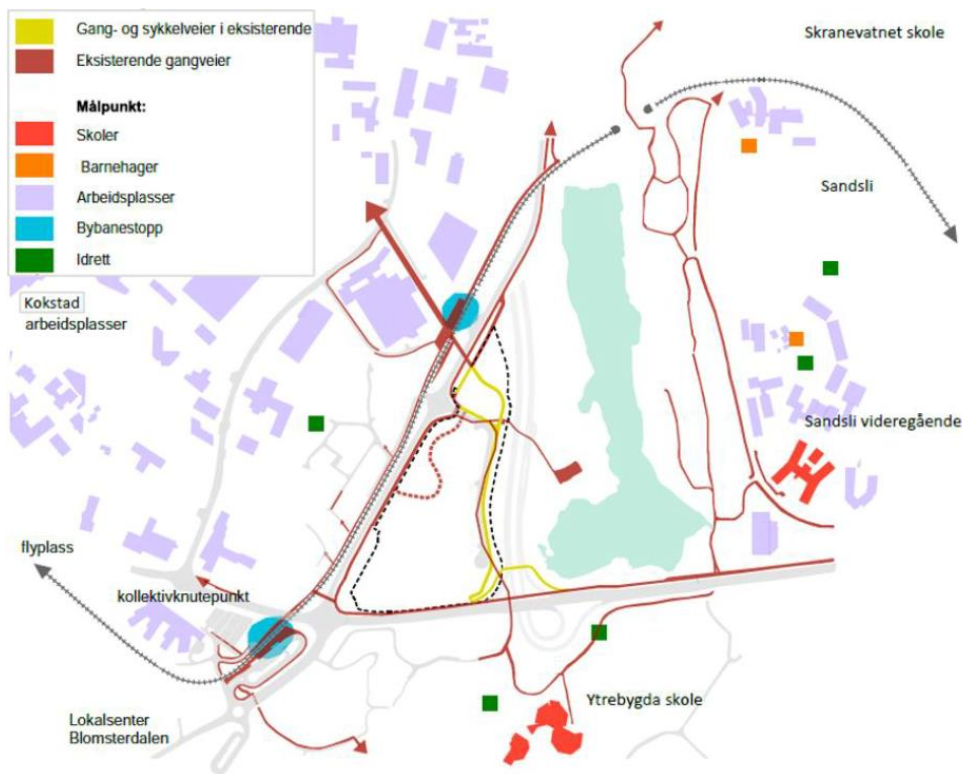 Gang- og sykkelveier i eksisterende
Eksisterende gangveier
Målpunkt:
Skoler
Barnehager
Arbeidsplasser
Bybanestopp
Idrett
Skranevatnet skole
Sandsli
Kokstad
arbeidsplasser
Sandsli videregående
flyplass
kollektivknutepunkt
Ytrebygda skole
Lokalsenter
Blomsterdalen